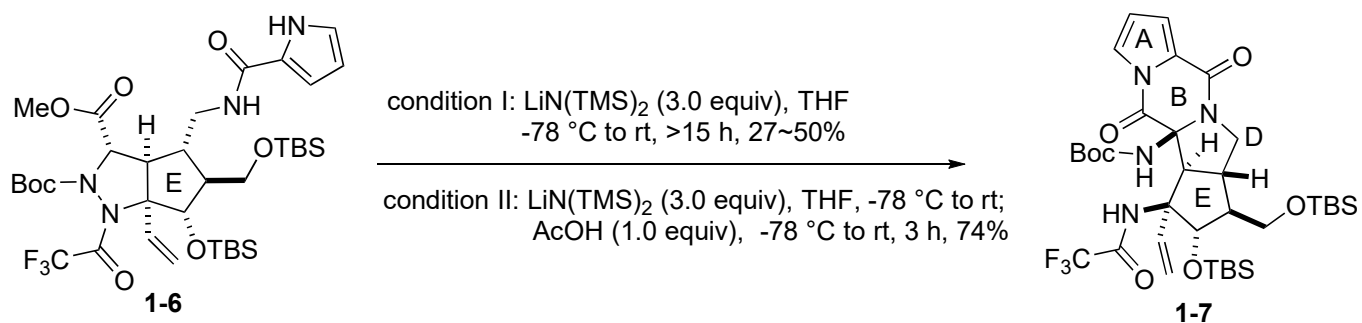 HN
O
NH
MeO
O
H
OTBS
Boc
N
E
N
F3C
O
OTBS
1-6
condition I: LiN(TMS)2 (3.0 equiv), THF
-78 °C to rt, >15 h, 27~50%
condition II: LiN(TMS)2 (3.0 equiv), THF, -78 °C to rt;
AcOH (1.0 equiv), -78 °C to rt, 3 h, 74%
A
N
O
B
O
N
D
Boc
N
H
H
E
H
HN
OTBS
F3C
O
OTBS
1-7